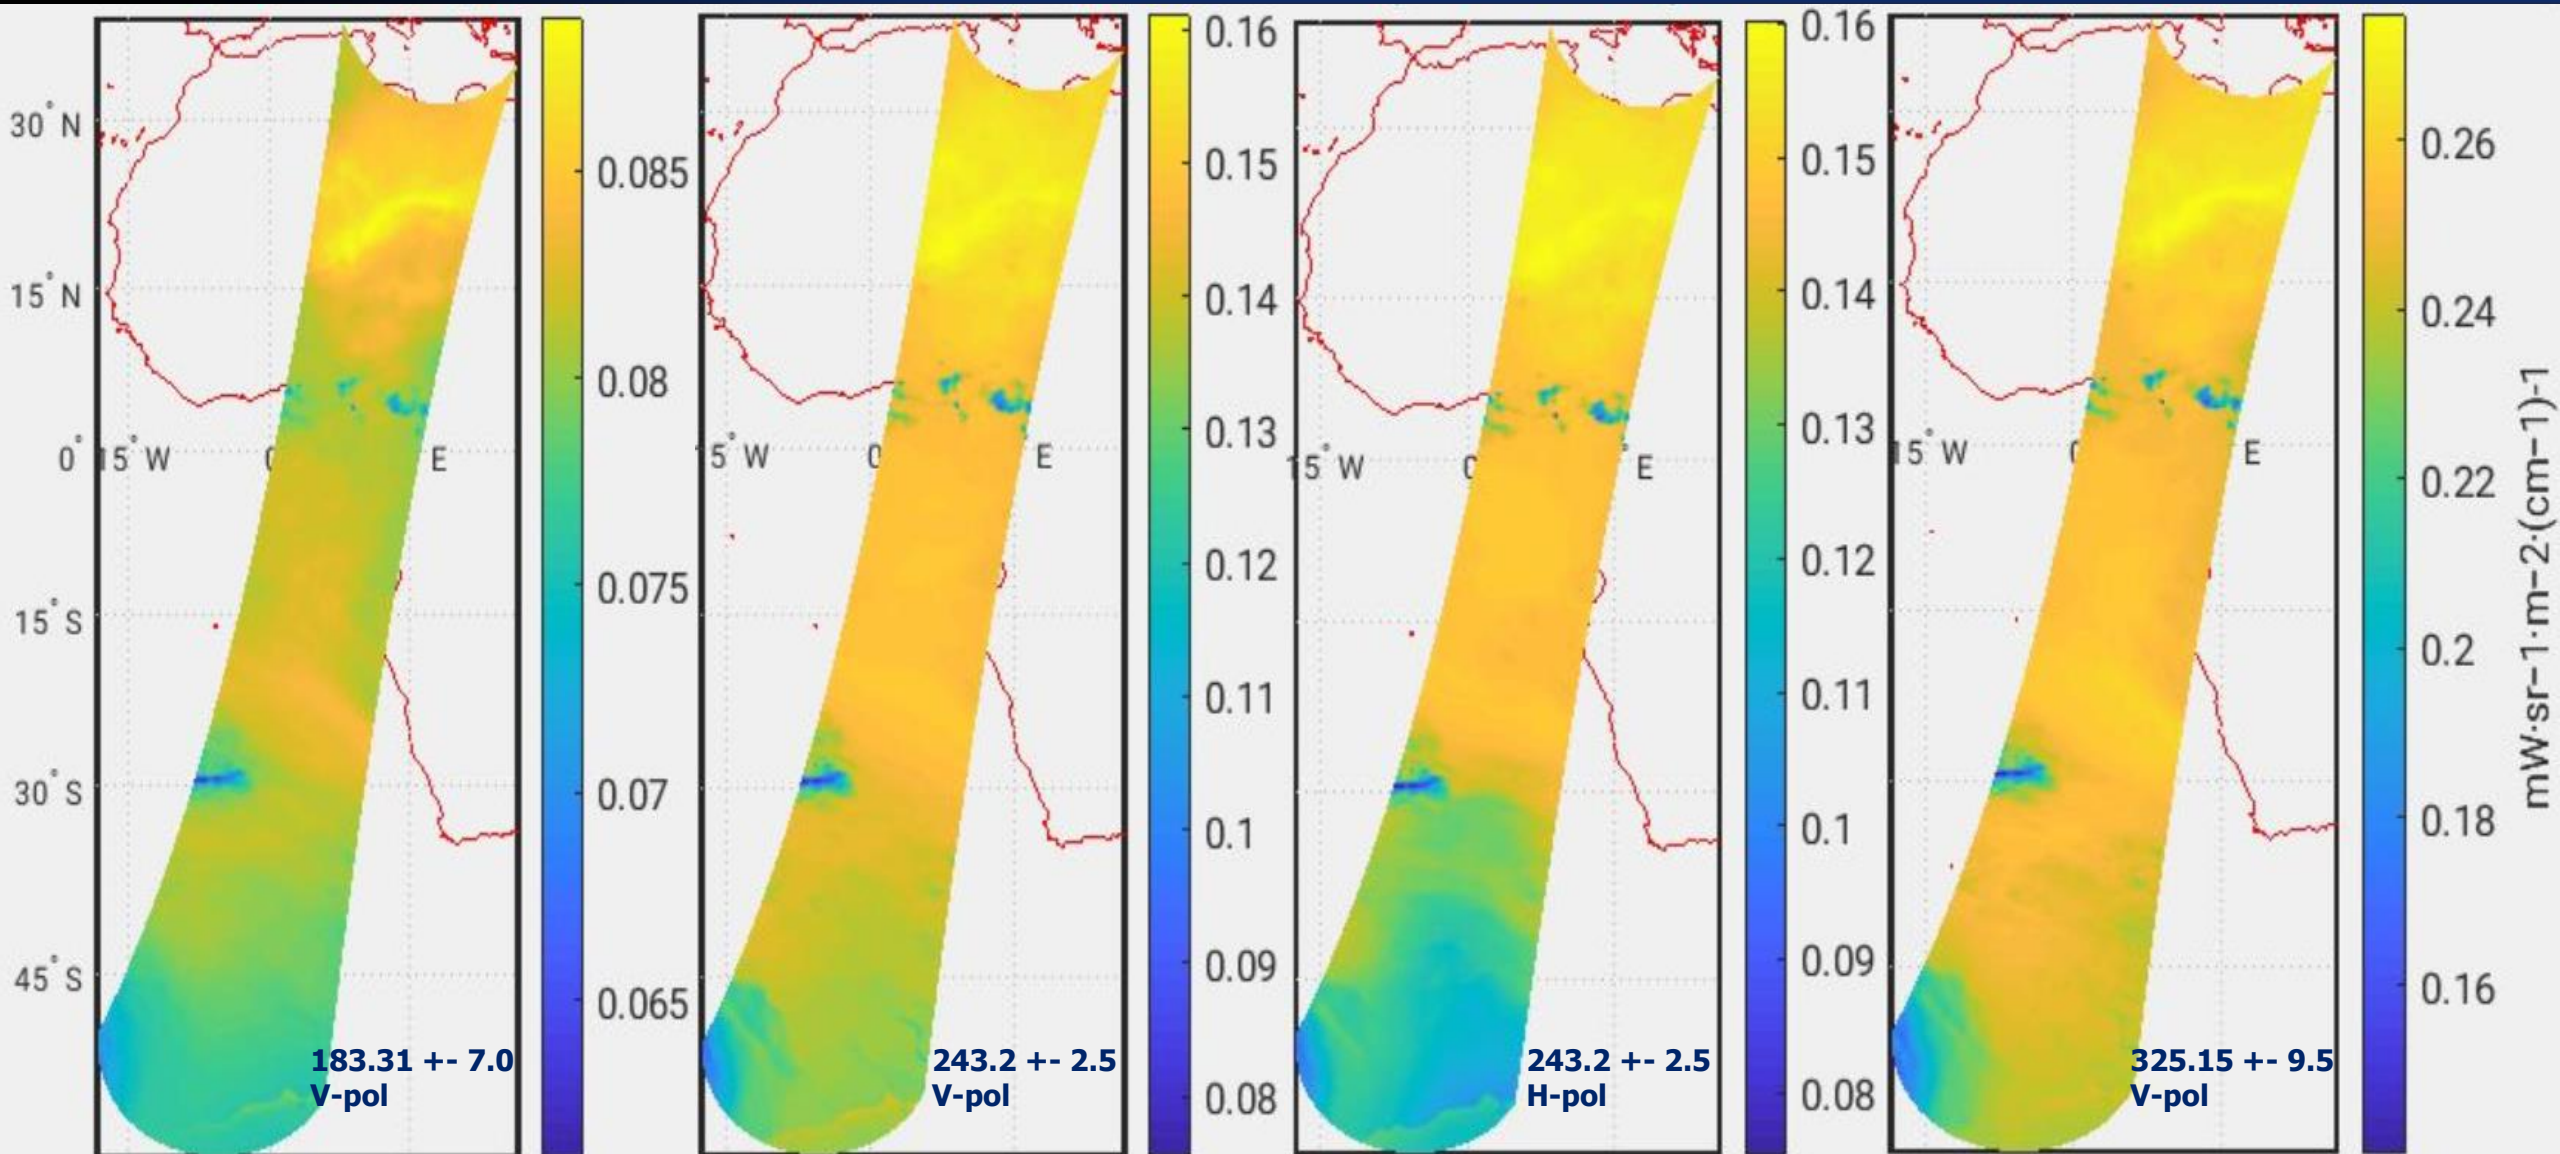 30° N
15° N
0°
15° S
30° S
45° S
15° W
0
E
0.085
0.08
0.075
0.07
0.065
183.31 +- 7.0
V-pol
5° W
0
E
0.16
0.15
0.14
0.13
0.12
0.11
0.1
0.09
0.08
243.2 +- 2.5
V-pol
15° W
0
E
0.16
0.15
0.14
0.13
0.12
0.11
0.1
0.09
0.08
243.2 +- 2.5
H-pol
15° W
0
E
0.26
0.24
0.22
0.2
0.18
0.16
325.15 +- 9.5
V-pol
mW·sr−1·m−2·(cm−1)-1